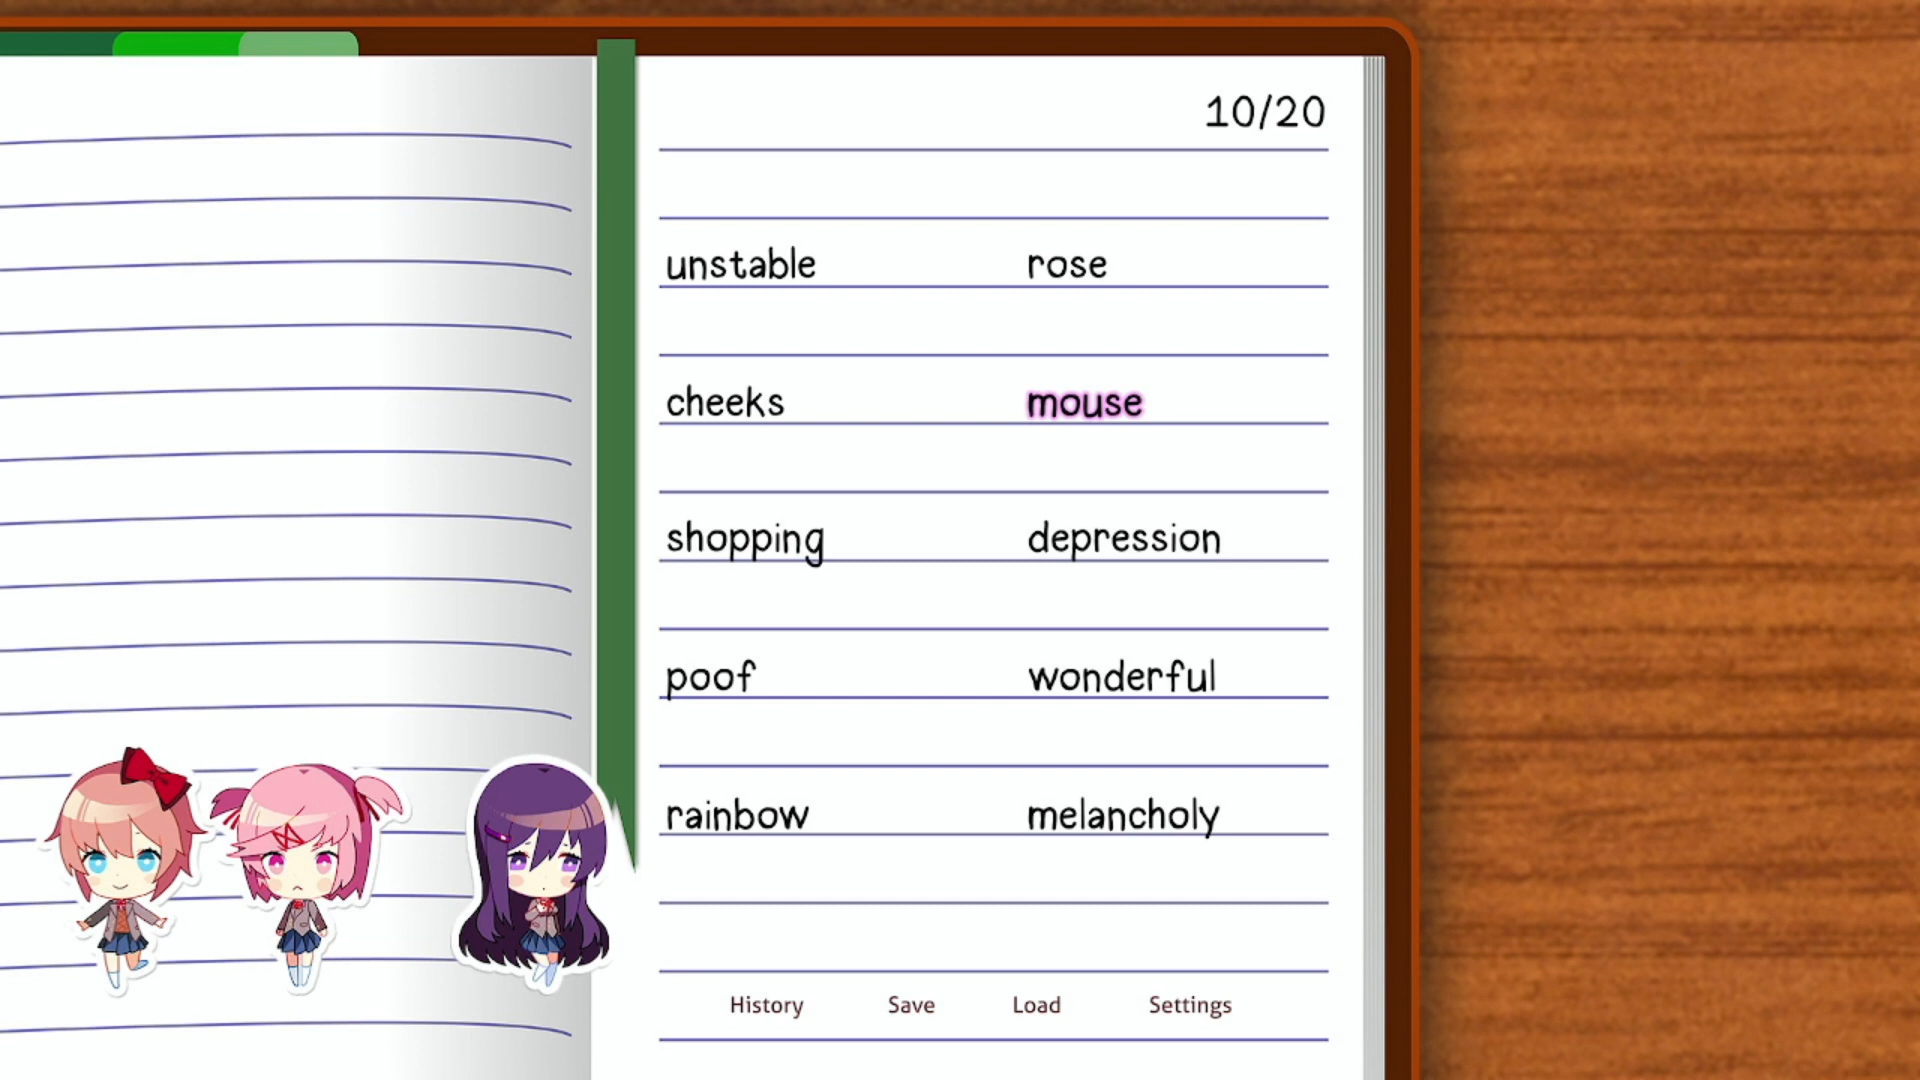 10/20
unstable rose
cheeks mouse
shopping depression
poof wonderful
rainbow melancholy
History Save Load Settings